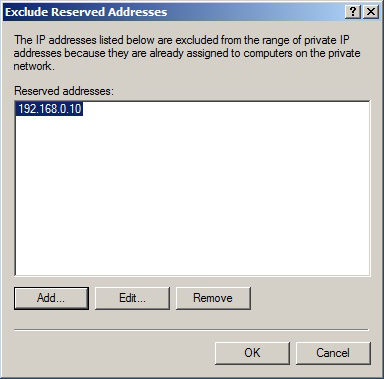 Exclude Reserved Addresses
The IP addresses listed below are excluded from the range of private IP
addresses because they are already assigned to computers on the private
network.
Reserved addresses:
192.168.0.10
Add...
Edit...
Remove
OK
Cancel